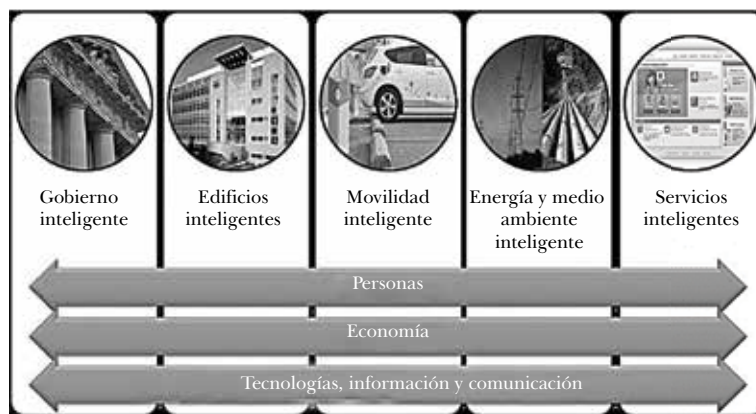 Gobierno
inteligente
Edificios
inteligentes
Movilidad
inteligente
Energía y medio
ambiente
inteligente
Servicios
inteligentes
Personas
Economía
Tecnologías, información y comunicación